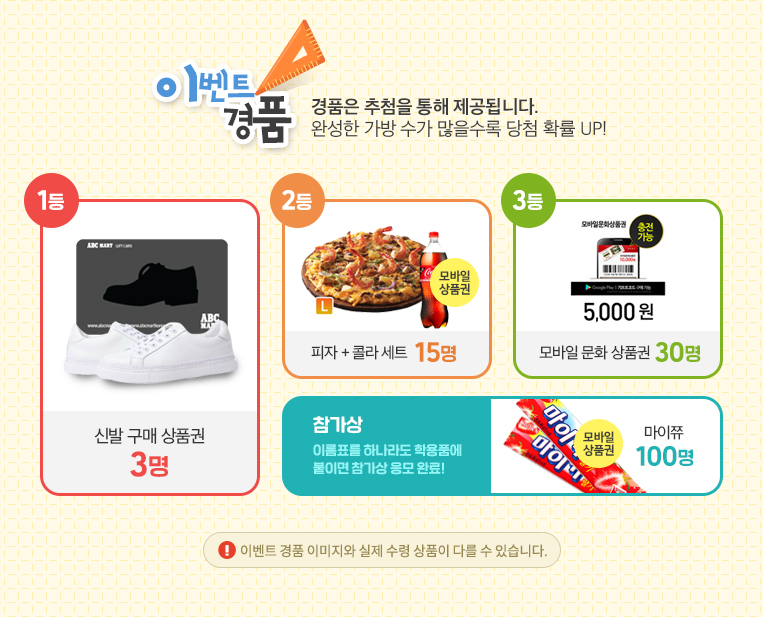 이벤트
경품
경품은 추첨을 통해 제공됩니다.
완성한 가방 수가 많을수록 당첨 확률 UP!
1등
ABC MART GIFT CARD
ABC
MART
신발 구매 상품권
3명
2등
L
모바일
상품권
피자 + 콜라 세트 15명
3등
모바일문화상품권
충전
가능
Google Play
5,000 원
모바일 문화 상품권 30명
참가상
이름표를 하나라도 학용품에
붙이면 참가상 응모 완료!
모바일
상품권
마이쮸
100명
이벤트 경품 이미지와 실제 수령 상품이 다를 수 있습니다.